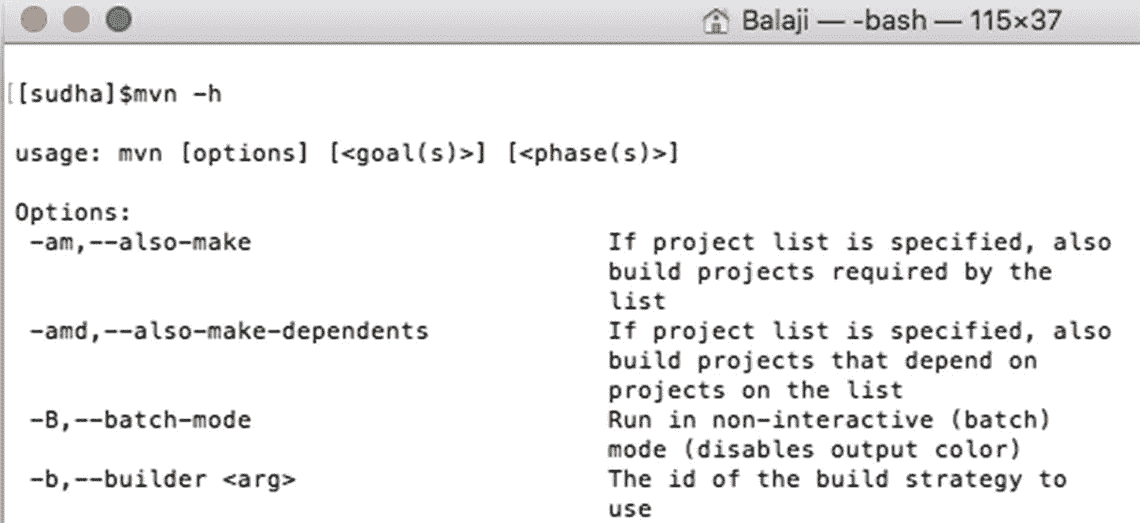 Balaji — -bash — 115×37
[[sudha]$mvn -h
usage: mvn [options] [<goal(s)>] [<phase(s)>]
Options:
-am,--also-make If project list is specified, also
build projects required by the
list
-amd,--also-make-dependents If project list is specified, also
build projects that depend on
projects on the list
-B,--batch-mode Run in non-interactive (batch)
mode (disables output color)
-b,--builder <arg> The id of the build strategy to
use